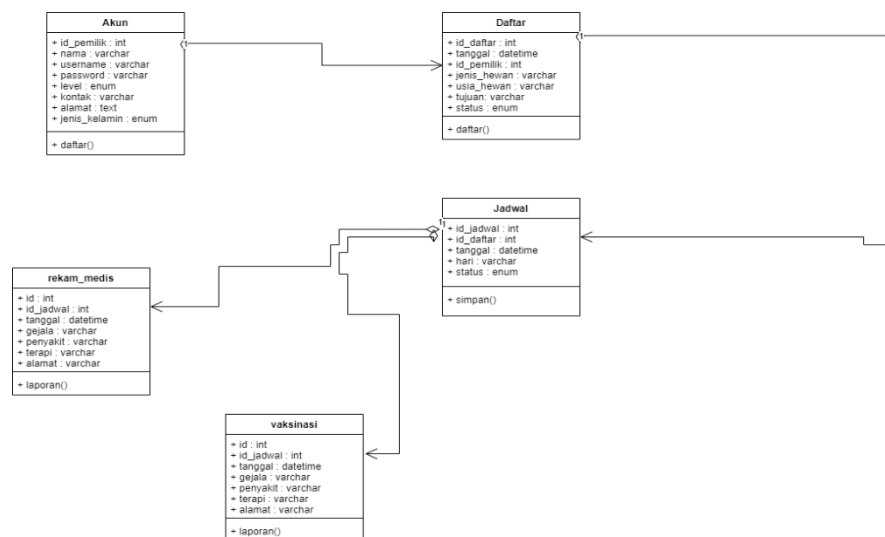 Akun
+ id_pemilik : int
+ nama : varchar
+ username : varchar
+ password : varchar
+ level : enum
+ kontak : varchar
+ alamat : text
+ jenis_kelamin : enum
+ daftar()
1
Daftar
+ id_daftar : int
+ tanggal : datetime
+ id_pemilik : int
+ jenis_hewan : varchar
+ usia_hewan : varchar
+ tujuan: varchar
+ status : enum
+ daftar()
1
Jadwal
+ id_jadwal : int
+ id_daftar : int
+ tanggal : datetime
+ hari : varchar
+ status : enum
+ simpan()
1
1
rekam_medis
+ id : int
+ id_jadwal : int
+ tanggal : datetime
+ gejala : varchar
+ penyakit : varchar
+ terapi : varchar
+ alamat : varchar
+ laporan()
vaksinasi
+ id : int
+ id_jadwal : int
+ tanggal : datetime
+ gejala : varchar
+ penyakit : varchar
+ terapi : varchar
+ alamat : varchar
+ laporan()